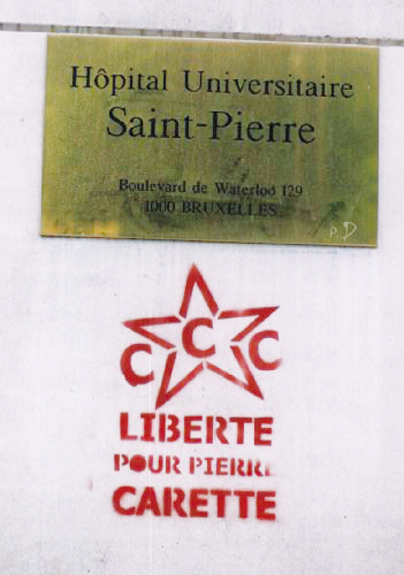 Hôpital Universitaire
Saint-Pierre
Boulevard de Waterloo 129
1000 BRUXELLES
P.D
CCC
LIBERTE
POUR PIERRE
CARETTE